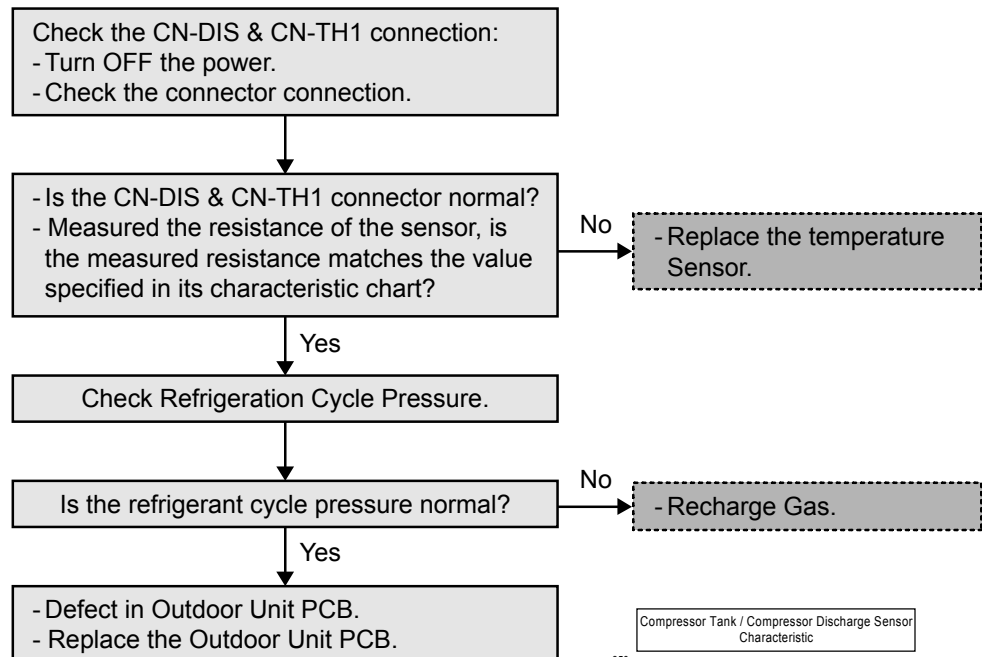 Check the CN-DIS & CN-TH1 connection:
- Turn OFF the power.
- Check the connector connection.
- Is the CN-DIS & CN-TH1 connector normal?
- Measured the resistance of the sensor, is
the measured resistance matches the value
specified in its characteristic chart?
No
- Replace the temperature
Sensor.
Yes
Check Refrigeration Cycle Pressure.
Is the refrigerant cycle pressure normal?
No
- Recharge Gas.
Yes
- Defect in Outdoor Unit PCB.
- Replace the Outdoor Unit PCB.
Compressor Tank / Compressor Discharge Sensor
Characteristic